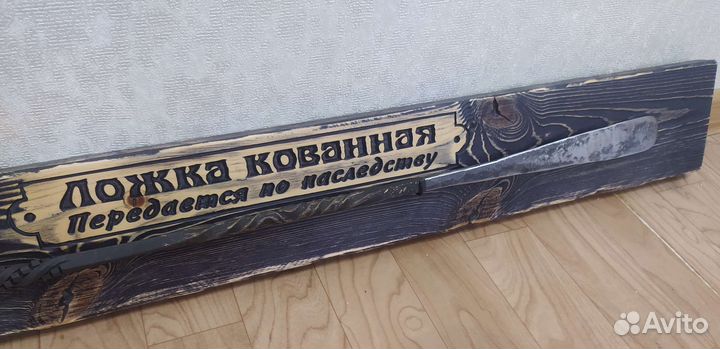 Ложка кованная
Передается по наследству
Avito